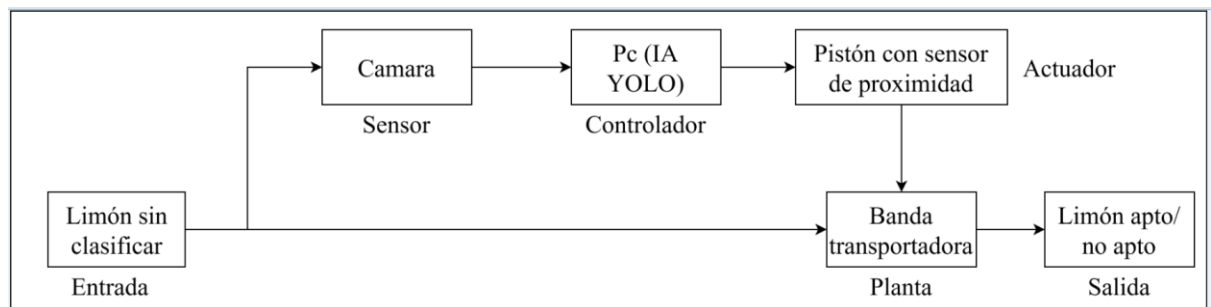 Camara
Sensor
Pc (IA
YOLO)
Controlador
Pistón con sensor
de proximidad
Actuador
Limón sin
clasificar
Entrada
Banda
transportadora
Planta
Limón apto/
no apto
Salida